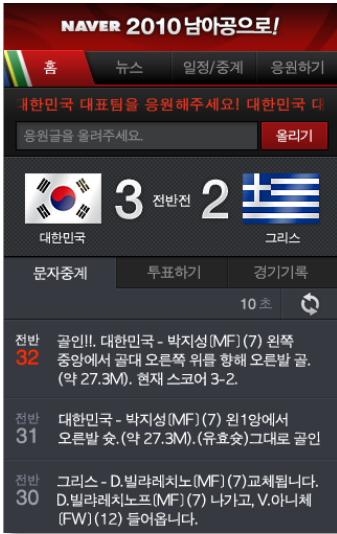 NAVER 2010 남아공으로!
홈 뉴스 일정/중계 응원하기
대한민국 대표팀을 응원해주세요! 대한민국 대
응원글을 올려주세요. 올리기
3 전반전 2
대한민국 그리스
문자중계 투표하기 경기기록
10 초
전반 32 골인!!. 대한민국 - 박지성(MF)(7) 왼쪽
중앙에서 골대 오른쪽 위를 향해 오른발 골.
(약 27.3M). 현재 스코어 3-2.
전반 31 대한민국 - 박지성(MF)(7) 왼1앙에서
오른발 슛.(약 27.3M).(유효슛)그대로 골인
전반 30 그리스 - D.빌랴레치노(MF)(7)교체됩니다.
D.빌랴레치노프(MF)(7) 나가고, V.아니체
(FW)(12) 들어옵니다.